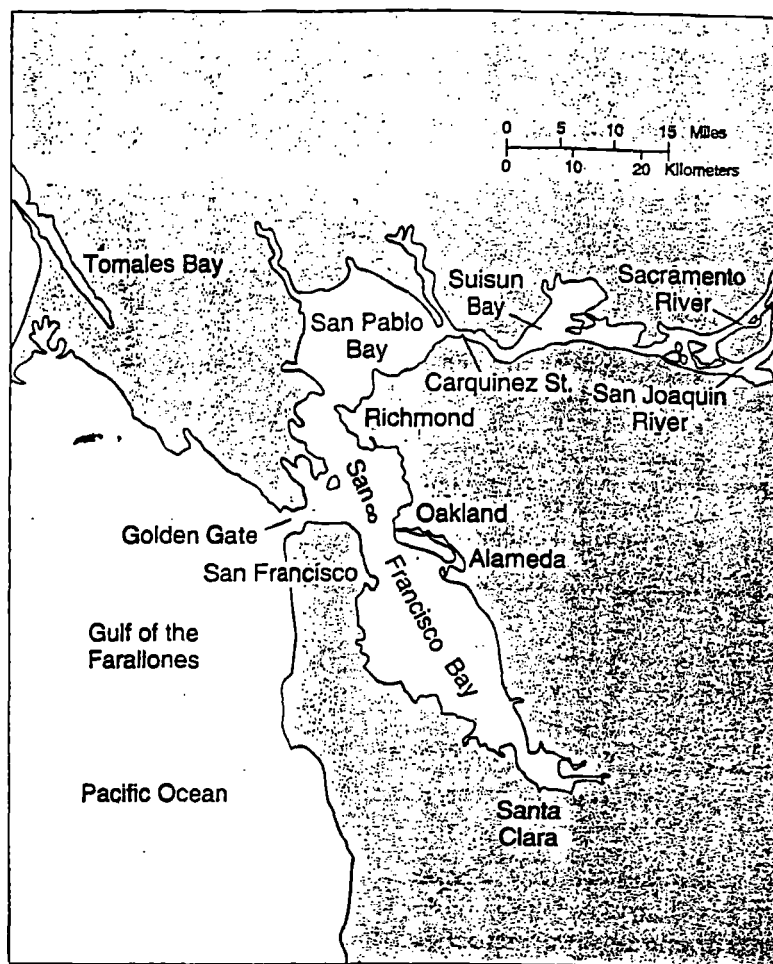 0 5 10 15 Miles
0 10 20 Kilometers
Tomales Bay
Suisun
Bay
Sacramento
River
San Pablo
Bay
Carquinez St.
San Joaquin
River
Richmond
San
Francisco Bay
Oakland
Golden Gate
Alameda
San Francisco
Gulf of the
Farallones
Pacific Ocean
Santa
Clara